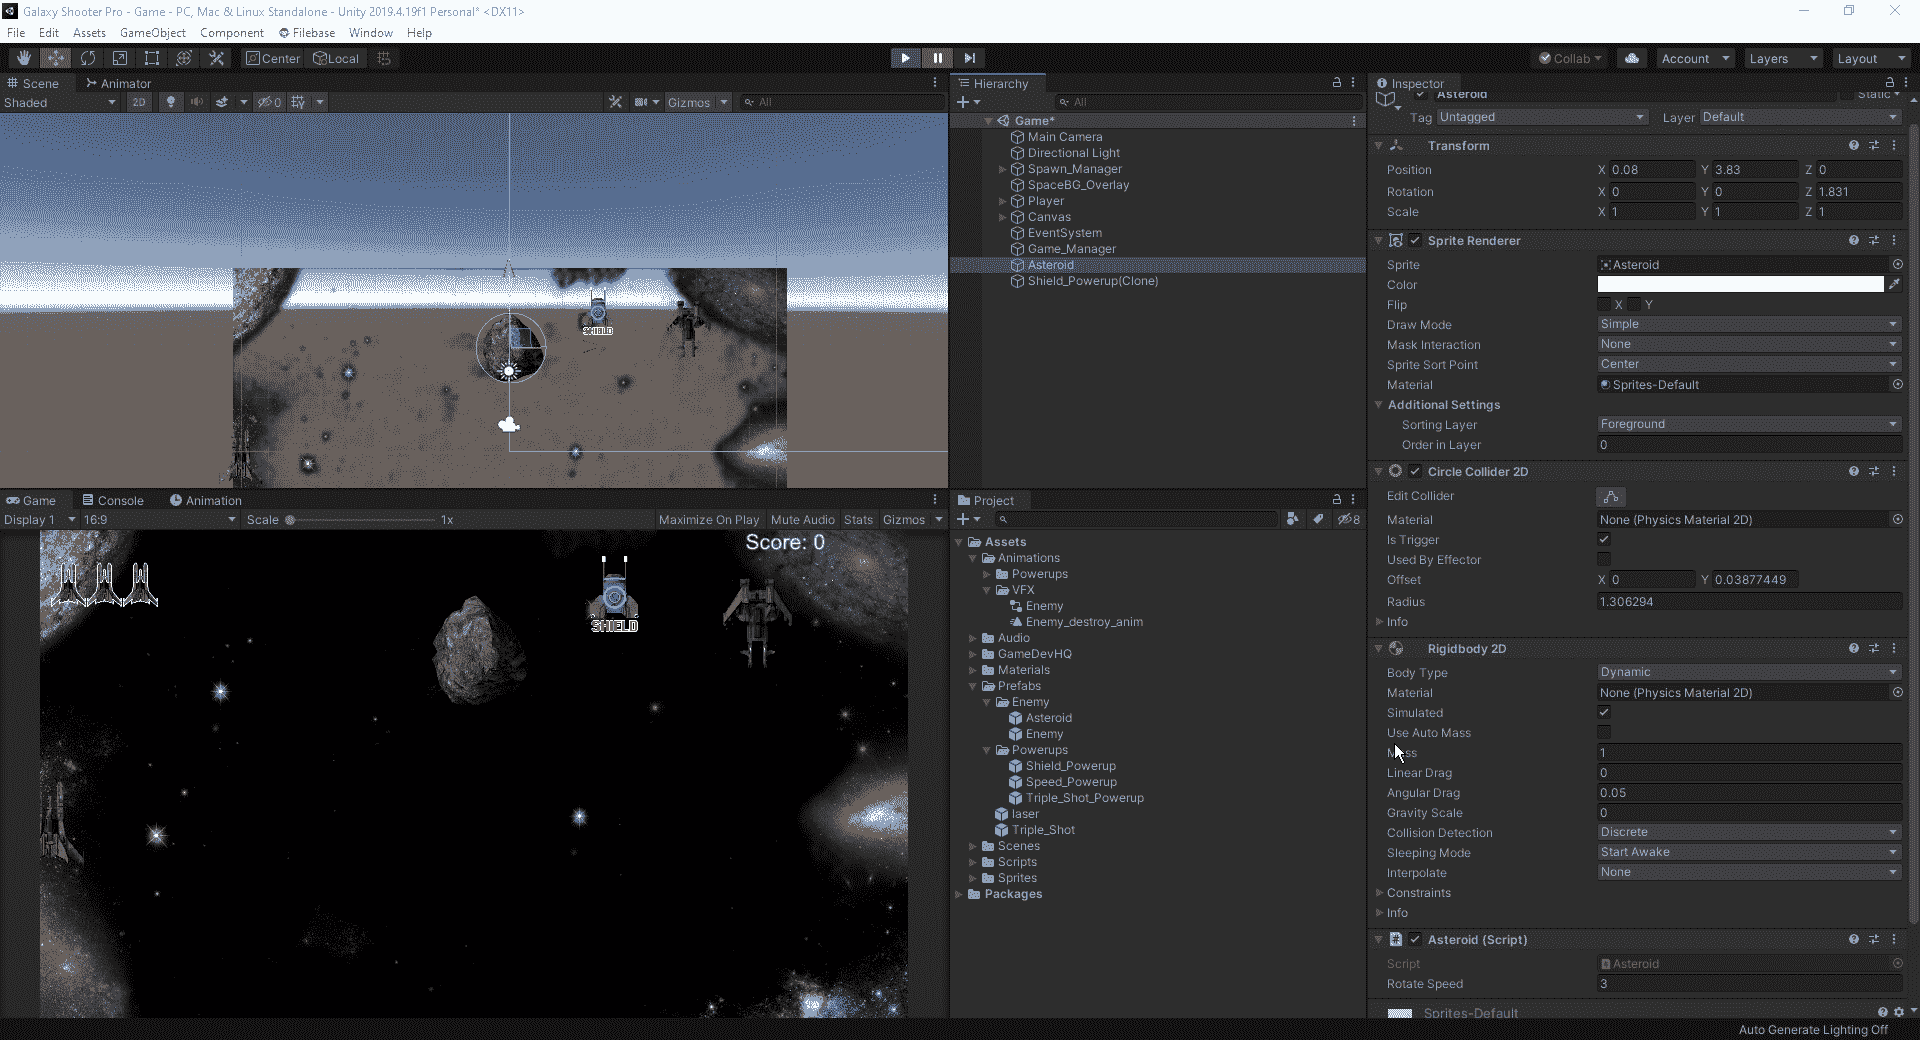 Galaxy Shooter Pro - Game - PC, Mac & Linux Standalone - Unity 2019.4.19f1 Personal* <DX11>
File Edit Assets GameObject Component Filebase Window Help
Center Local Collab Account Layers Layout
Scene Animator
Shaded 2D 0 Gizmos All
SHIELD
Game Console Animation
Display 1 16:9 Scale 1x Maximize On Play Mute Audio Stats Gizmos
Score: 0
SHIELD
Hierarchy
All
Game*
Main Camera
Directional Light
Spawn_Manager
SpaceBG_Overlay
Player
Canvas
EventSystem
Game_Manager
Asteroid
Shield_Powerup(Clone)
Project
8
Assets
Animations
Powerups
VFX
Enemy
Enemy_destroy_anim
Audio
GameDevHQ
Materials
Prefabs
Enemy
Asteroid
Enemy
Powerups
Shield_Powerup
Speed_Powerup
Triple_Shot_Powerup
laser
Triple_Shot
Scenes
Scripts
Sprites
Packages
Inspector
Asteroid Static
Tag Untagged Layer Default
Transform
Position X 0.08 Y 3.83 Z 0
Rotation X 0 Y 0 Z 1.831
Scale X 1 Y 1 Z 1
Sprite Renderer
Sprite Asteroid
Color
Flip X Y
Draw Mode Simple
Mask Interaction None
Sprite Sort Point Center
Material Sprites-Default
Additional Settings
Sorting Layer Foreground
Order in Layer 0
Circle Collider 2D
Edit Collider
Material None (Physics Material 2D)
Is Trigger
Used By Effector
Offset X 0 Y 0.03877449
Radius 1.306294
Info
Rigidbody 2D
Body Type Dynamic
Material None (Physics Material 2D)
Simulated
Use Auto Mass
Mass 1
Linear Drag 0
Angular Drag 0.05
Gravity Scale 0
Collision Detection Discrete
Sleeping Mode Start Awake
Interpolate None
Constraints
Info
Asteroid (Script)
Script Asteroid
Rotate Speed 3
Sprites-Default
Auto Generate Lighting Off